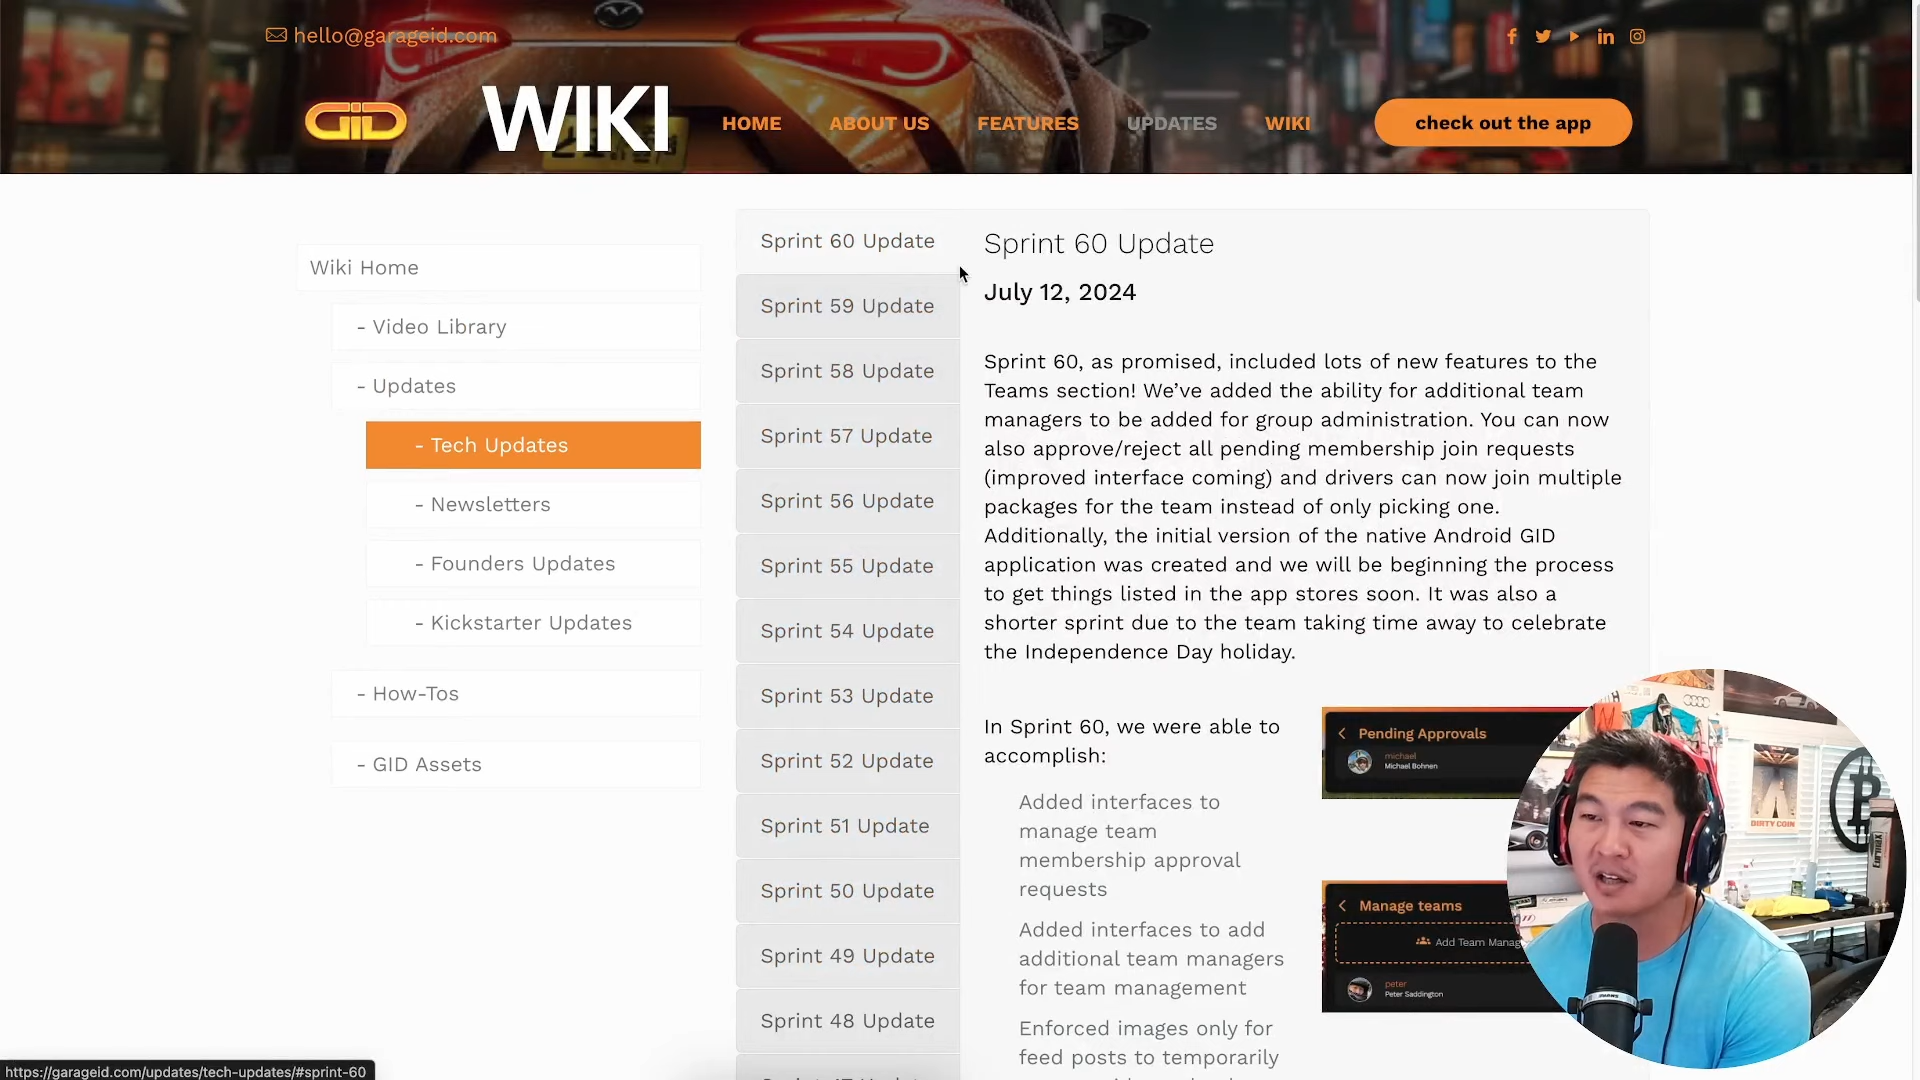 hello@garageid.com
GID
WIKI
HOME
ABOUT US
FEATURES
UPDATES
WIKI
check out the app
Wiki Home
- Video Library
- Updates
- Tech Updates
- Newsletters
- Founders Updates
- Kickstarter Updates
- How-Tos
- GID Assets
Sprint 60 Update
Sprint 59 Update
Sprint 58 Update
Sprint 57 Update
Sprint 56 Update
Sprint 55 Update
Sprint 54 Update
Sprint 53 Update
Sprint 52 Update
Sprint 51 Update
Sprint 50 Update
Sprint 49 Update
Sprint 48 Update
Sprint 60 Update
July 12, 2024
Sprint 60, as promised, included lots of new features to the
Teams section! We’ve added the ability for additional team
managers to be added for group administration. You can now
also approve/reject all pending membership join requests
(improved interface coming) and drivers can now join multiple
packages for the team instead of only picking one.
Additionally, the initial version of the native Android GID
application was created and we will be beginning the process
to get things listed in the app stores soon. It was also a
shorter sprint due to the team taking time away to celebrate
the Independence Day holiday.
In Sprint 60, we were able to
accomplish:
Added interfaces to
manage team
membership approval
requests
Added interfaces to add
additional team managers
for team management
Enforced images only for
feed posts to temporarily
Pending Approvals
michael
Michael Bohnen
Manage teams
Add Team Manag
peter
Peter Saddington
DIRTY COIN
https://garageid.com/updates/tech-updates/#sprint-60